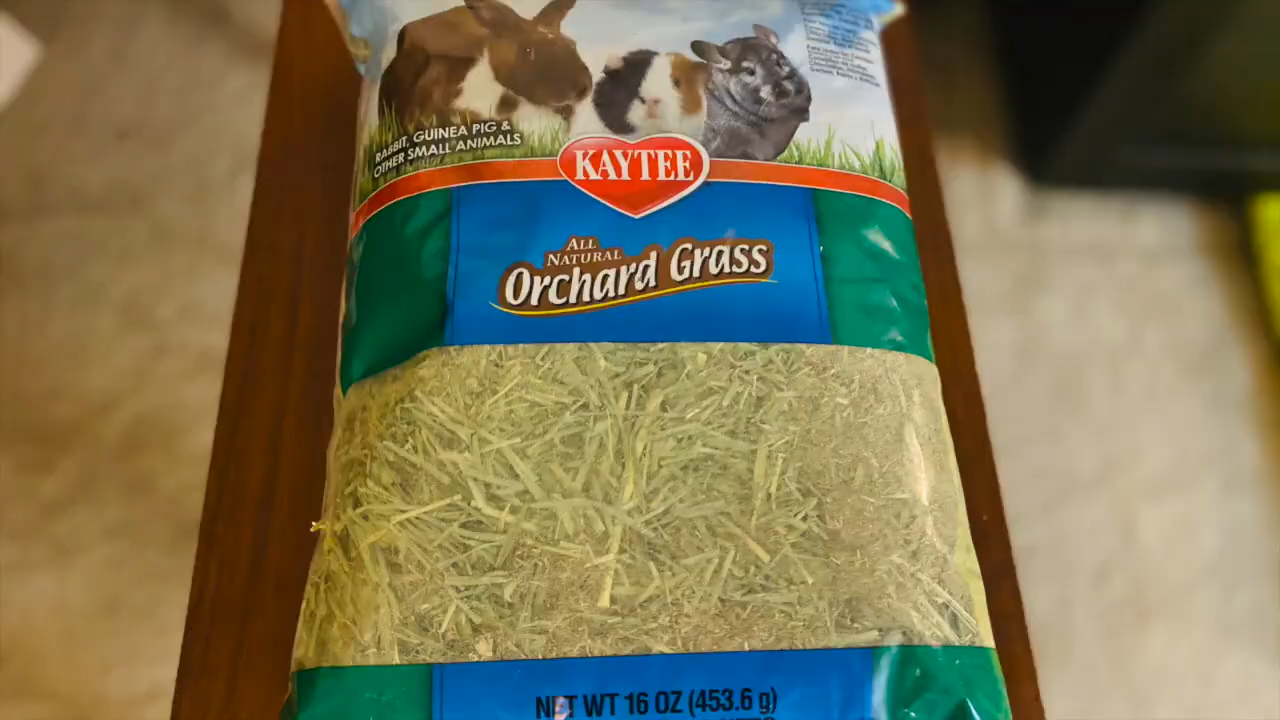 RABBIT, GUINEA PIG &
OTHER SMALL ANIMALS
KAYTEE
ALL
NATURAL
Orchard Grass
NET WT 16 OZ (453.6 g)